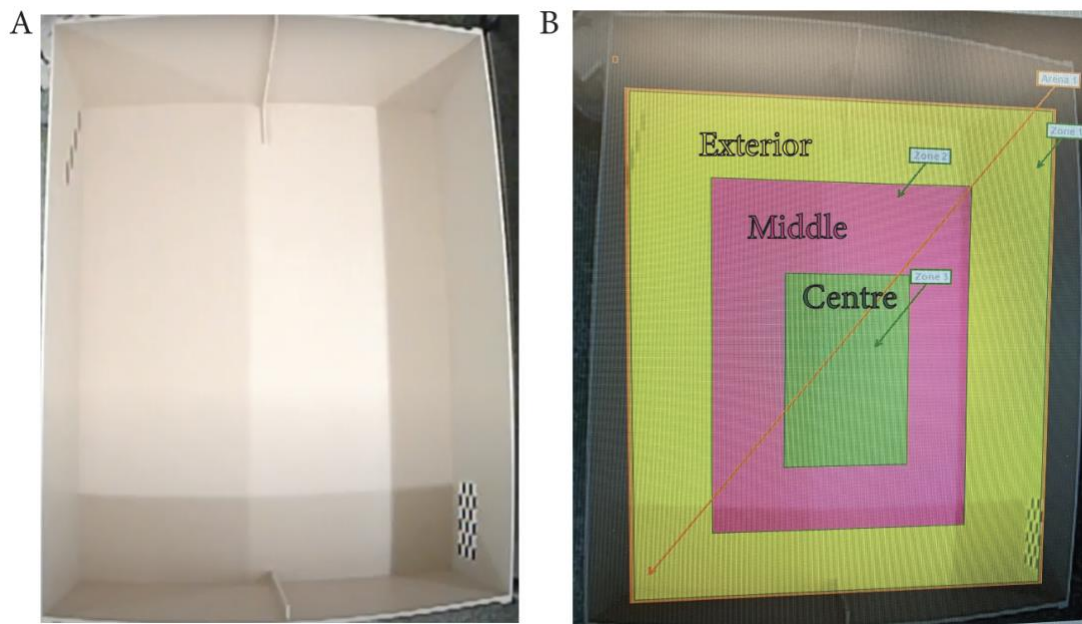 A
B
Arena 1
Zone 1
Exterior
Zone 2
Middle
Zone 3
Centre